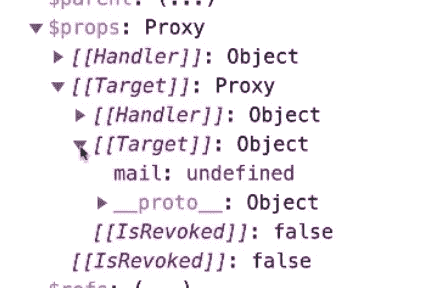 $parent: (...)
▼ $props: Proxy
▶ [[Handler]]: Object
▼ [[Target]]: Proxy
▶ [[Handler]]: Object
▼ [[Target]]: Object
mail: undefined
▶ __proto__: Object
[[IsRevoked]]: false
[[IsRevoked]]: false
$refs: (...)